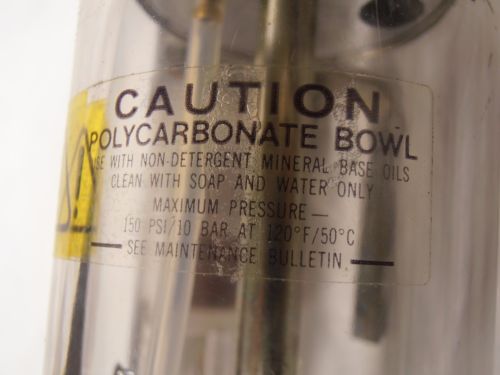 CAUTION
POLYCARBONATE BOWL
USE WITH NON-DETERGENT MINERAL BASE OILS
CLEAN WITH SOAP AND WATER ONLY
MAXIMUM PRESSURE —
150 PSI/10 BAR AT 120°F/50°C
— SEE MAINTENANCE BULLETIN —